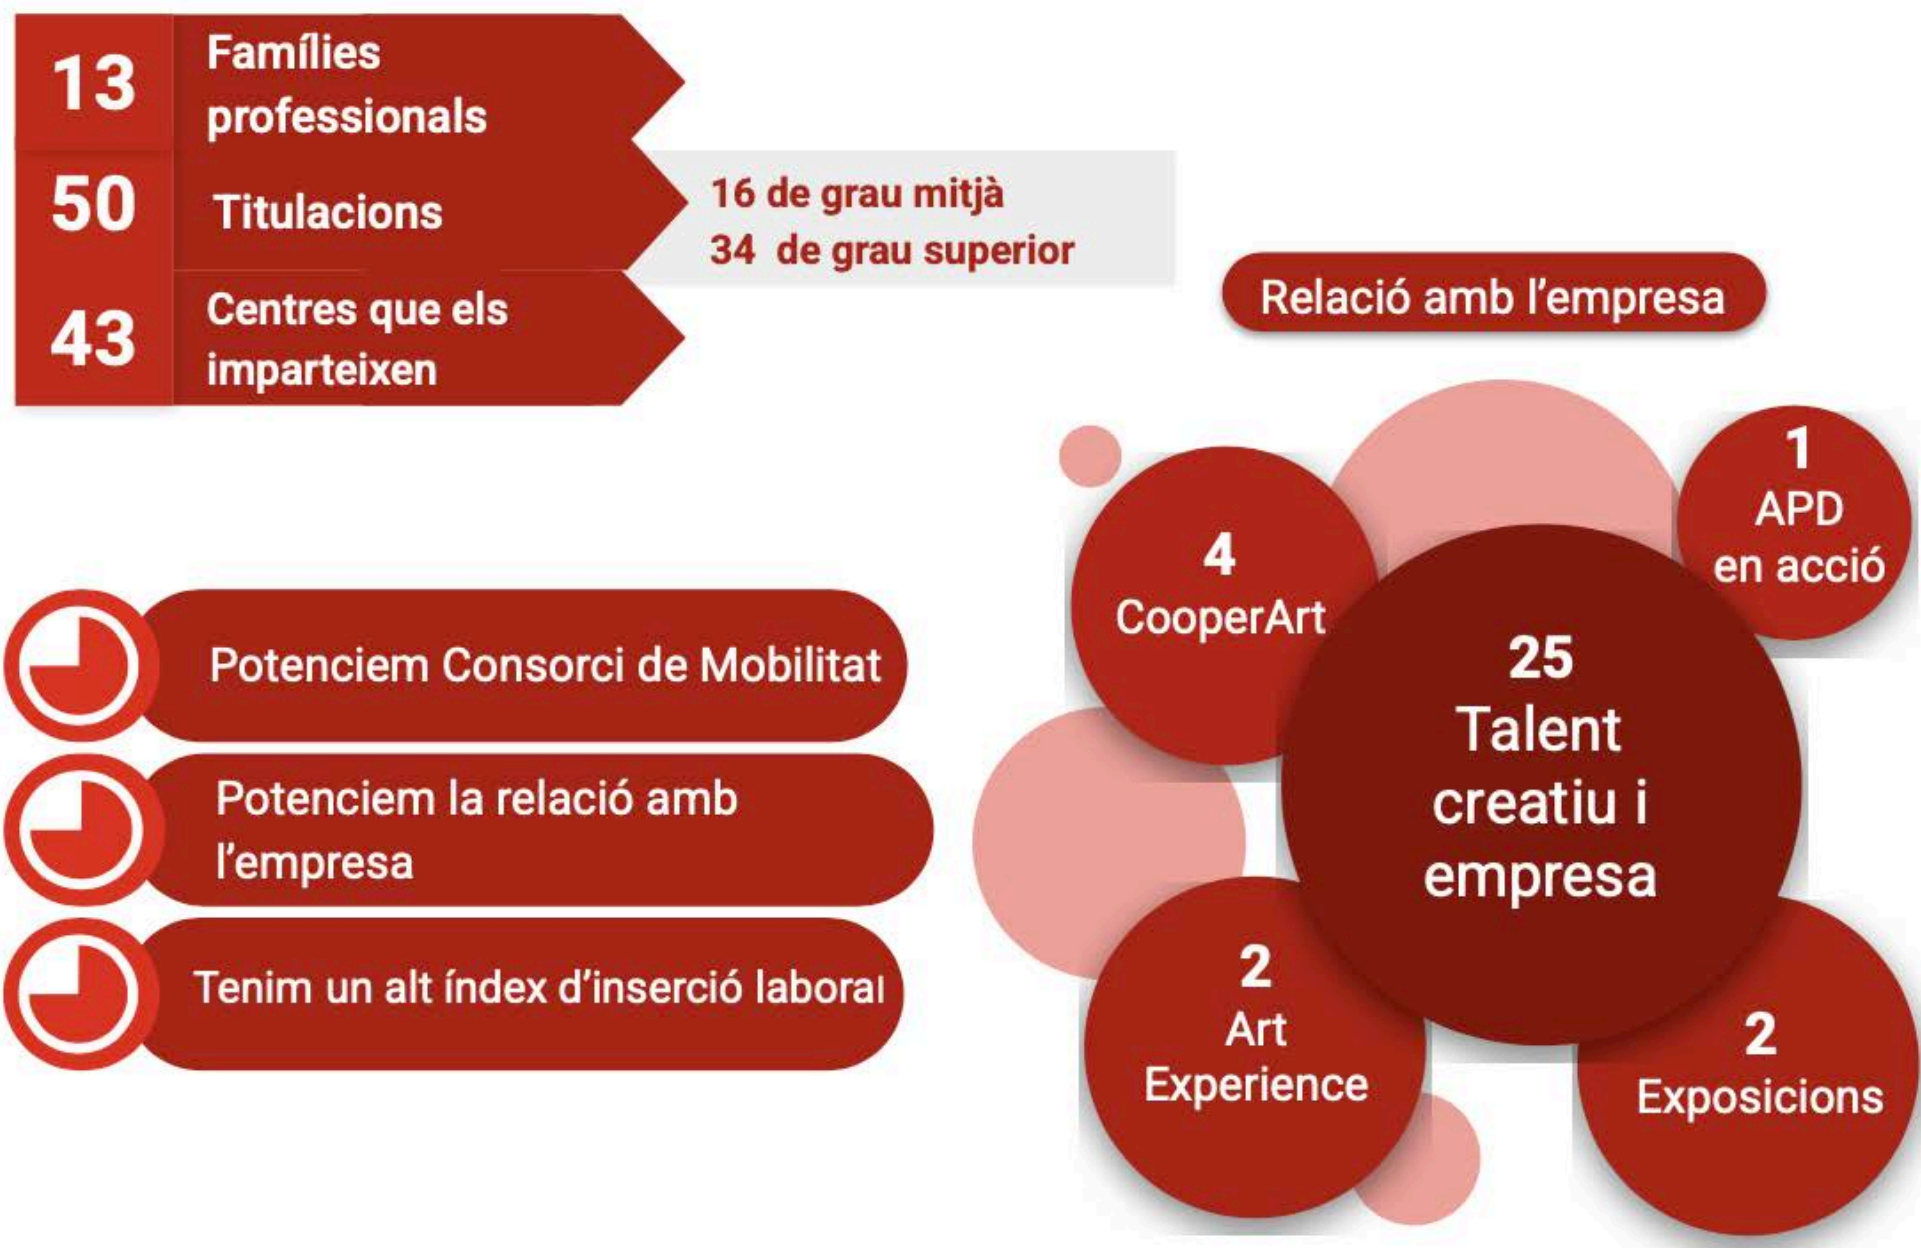 13
Famílies
professionals
50
Titulacions
16 de grau mitjà
34 de grau superior
43
Centres que els
imparteixen
Potenciem Consorci de Mobilitat
Potenciem la relació amb
l'empresa
Tenim un alt índex d'inserció laboral
Relació amb l'empresa
4
CooperArt
1
APD
en acció
25
Talent
creatiu i
empresa
2
Art
Experience
2
Exposicions